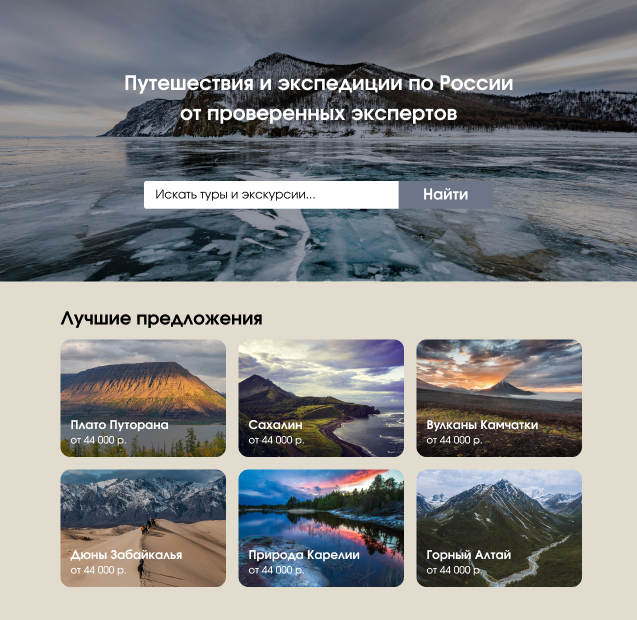 Путешествия и экспедиции по России
от проверенных экспертов
Искать туры и экскурсии...
Найти
Лучшие предложения
Плато Путорана
от 44 000 р.
Сахалин
от 44 000 р.
Вулканы Камчатки
от 44 000 р.
Дюны Забайкалья
от 44 000 р.
Природа Карелии
от 44 000 р.
Горный Алтай
от 44 000 р.